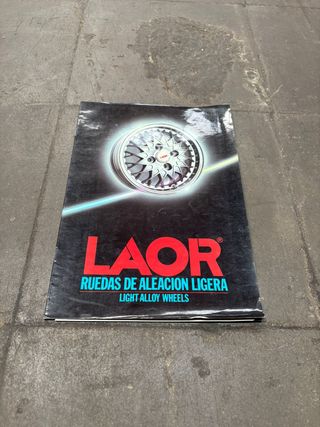 LAOR®
RUEDAS DE ALEACION LIGERA
LIGHT ALLOY WHEELS